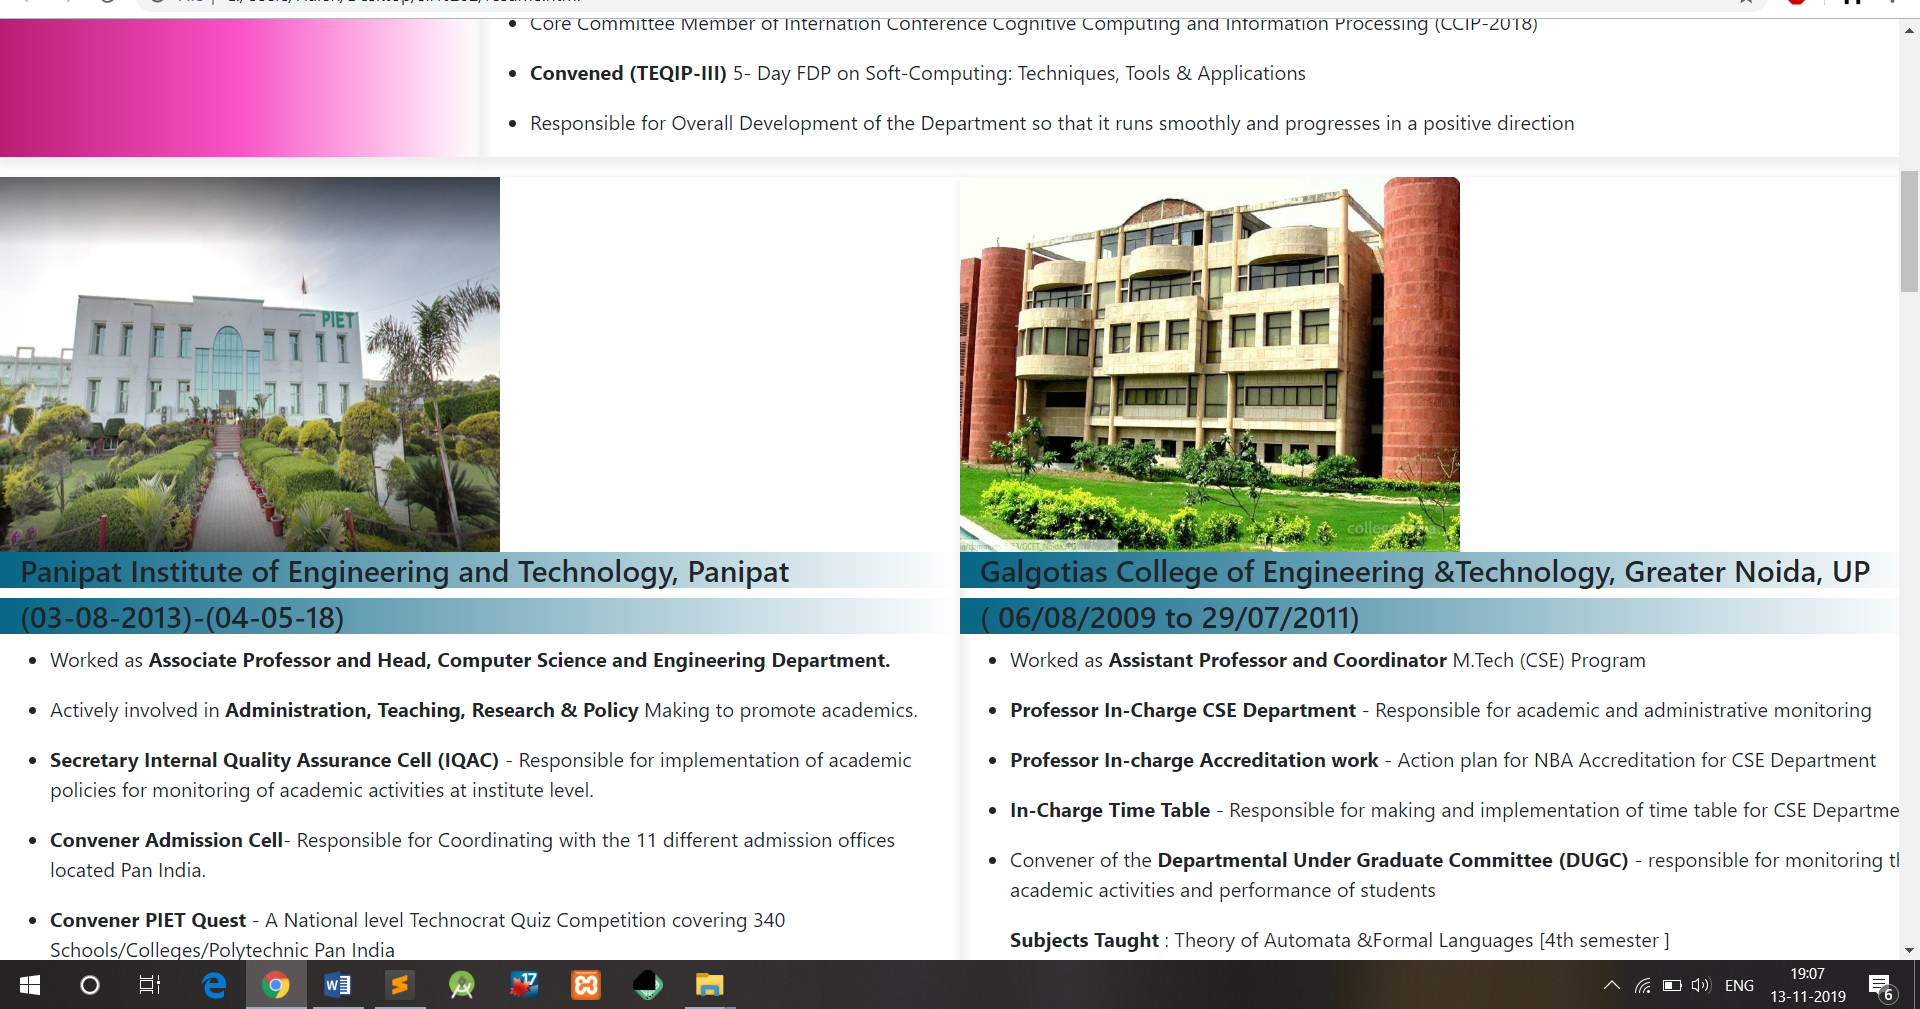 Core Committee Member of Internation Conference Cognitive Computing and Information Processing (CCIP-2018)
Convened (TEQIP-III) 5- Day FDP on Soft-Computing: Techniques, Tools & Applications
Responsible for Overall Development of the Department so that it runs smoothly and progresses in a positive direction
PIET
Panipat Institute of Engineering and Technology, Panipat
(03-08-2013)-(04-05-18)
Worked as Associate Professor and Head, Computer Science and Engineering Department.
Actively involved in Administration, Teaching, Research & Policy Making to promote academics.
Secretary Internal Quality Assurance Cell (IQAC) - Responsible for implementation of academic
policies for monitoring of academic activities at institute level.
Convener Admission Cell- Responsible for Coordinating with the 11 different admission offices
located Pan India.
Convener PIET Quest - A National level Technocrat Quiz Competition covering 340
Schools/Colleges/Polytechnic Pan India
Galgotias College of Engineering &Technology, Greater Noida, UP
( 06/08/2009 to 29/07/2011)
Worked as Assistant Professor and Coordinator M.Tech (CSE) Program
Professor In-Charge CSE Department - Responsible for academic and administrative monitoring
Professor In-charge Accreditation work - Action plan for NBA Accreditation for CSE Department
In-Charge Time Table - Responsible for making and implementation of time table for CSE Departme
Convener of the Departmental Under Graduate Committee (DUGC) - responsible for monitoring
academic activities and performance of students
Subjects Taught : Theory of Automata &Formal Languages [4th semester ]
17
ENG
19:07
13-11-2019
6